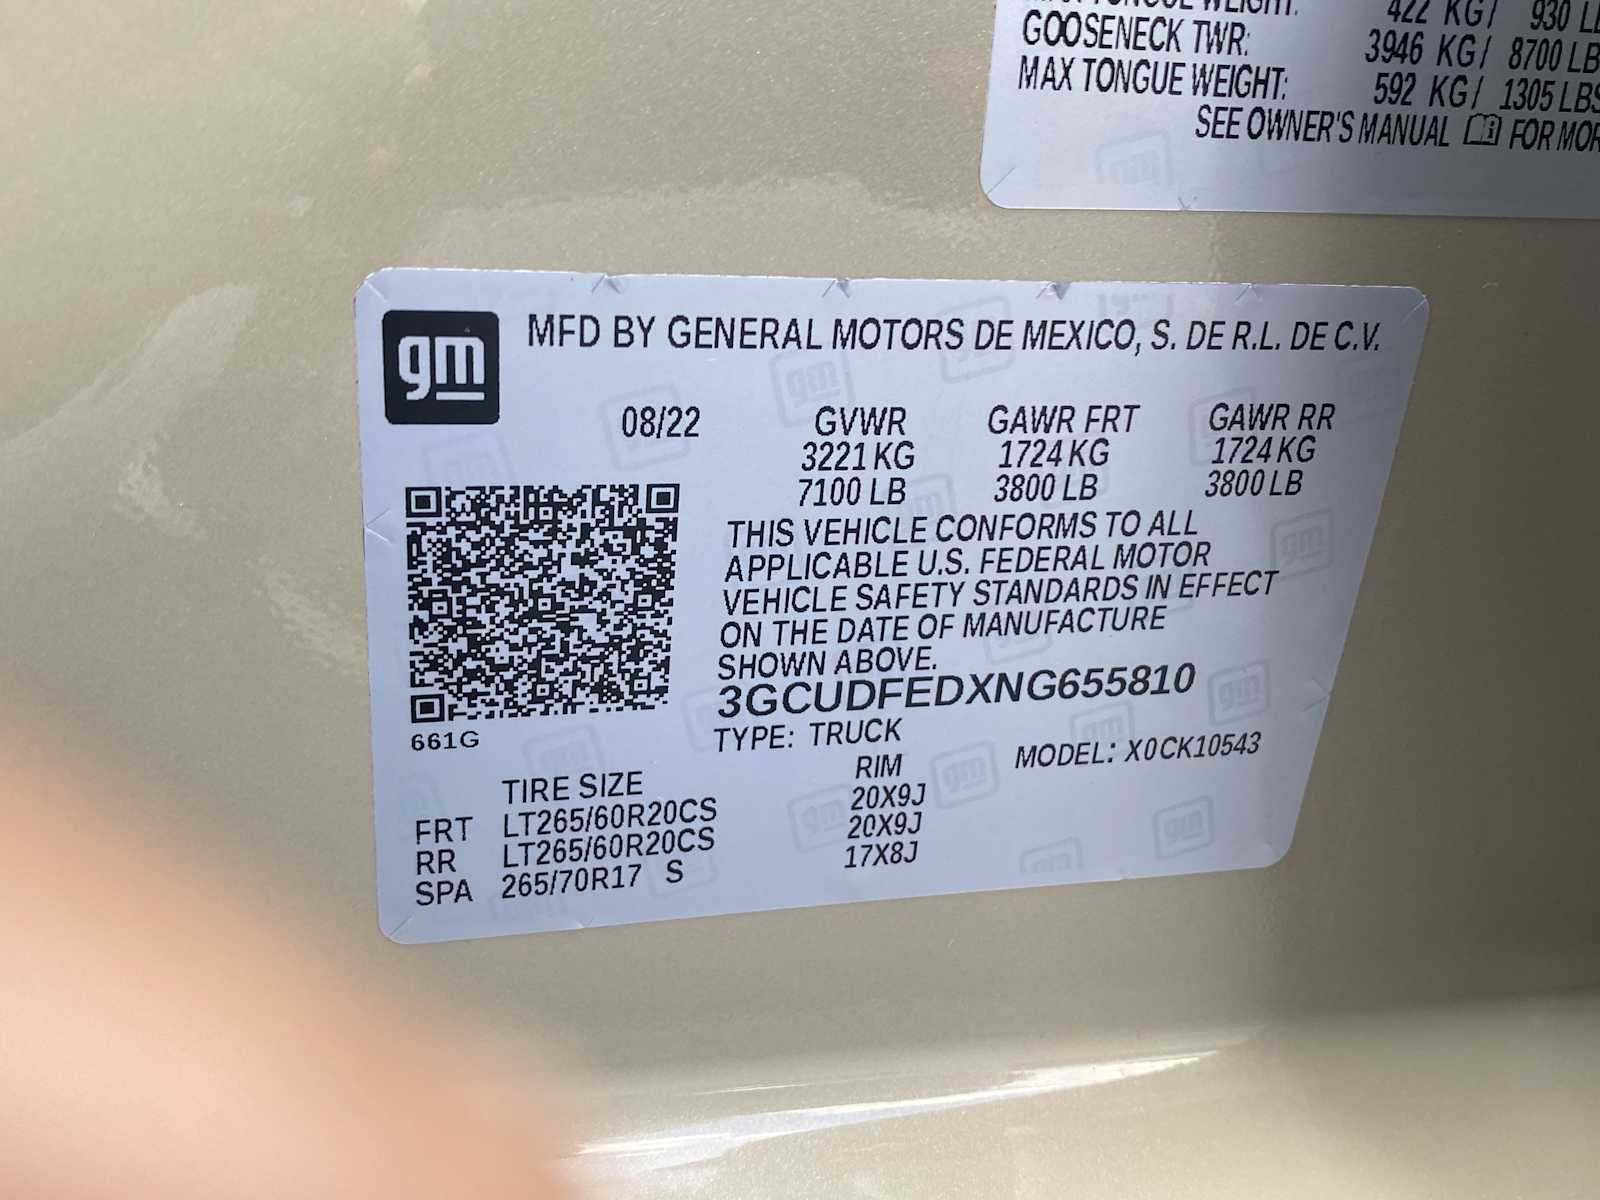 422 KG/ 930
GOOSENECK TWR: 3946 KG/ 8700 LB
MAX TONGUE WEIGHT: 592 KG/ 1305 LBS
SEE OWNER'S MANUAL FOR
gm
MFD BY GENERAL MOTORS DE MEXICO, S. DE R.L. DE C.V.
08/22 GVWR GAWR FRT GAWR RR
3221 KG 1724 KG 1724 KG
7100 LB 3800 LB 3800 LB
THIS VEHICLE CONFORMS TO ALL
APPLICABLE U.S. FEDERAL MOTOR
VEHICLE SAFETY STANDARDS IN EFFECT
ON THE DATE OF MANUFACTURE
SHOWN ABOVE.
3GCUDFEDXNG655810
661G
TYPE: TRUCK
MODEL: X0CK10543
TIRE SIZE RIM
FRT LT265/60R20CS 20X9J
RR LT265/60R20CS 20X9J
SPA 265/70R17 S 17X8J